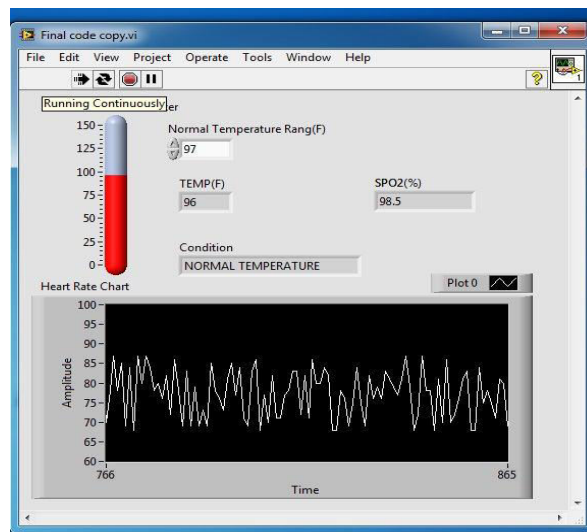 Final code copy.vi
File Edit View Project Operate Tools Window Help
1
Running Continuously er
Normal Temperature Rang(F)
97
150
125
100
75
50
25
0
TEMP(F)
96
SPO2(%)
98.5
Condition
NORMAL TEMPERATURE
Heart Rate Chart
Plot 0
Amplitude
100
95
90
85
80
75
70
65
60
766
865
Time